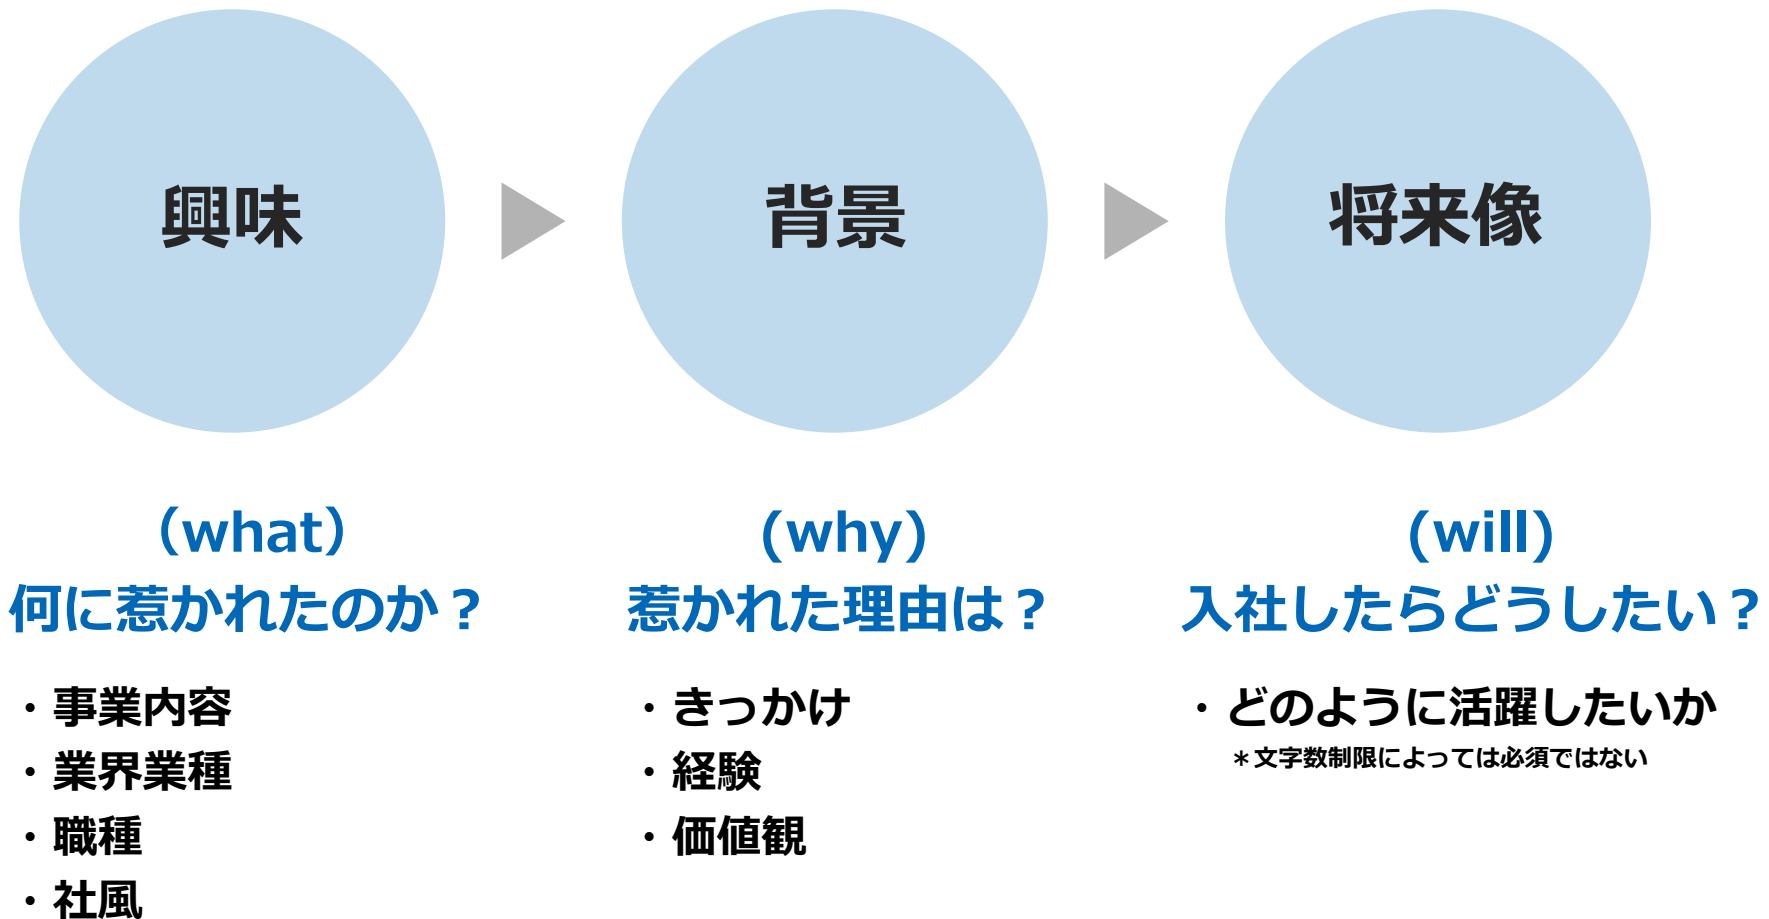 興味
背景
将来像
（what）
何に惹かれたのか？
・事業内容
・業界業種
・職種
・社風
(why)
惹かれた理由は？
・きっかけ
・経験
・価値観
(will)
入社したらどうしたい？
・どのように活躍したいか
＊文字数制限によっては必須ではない